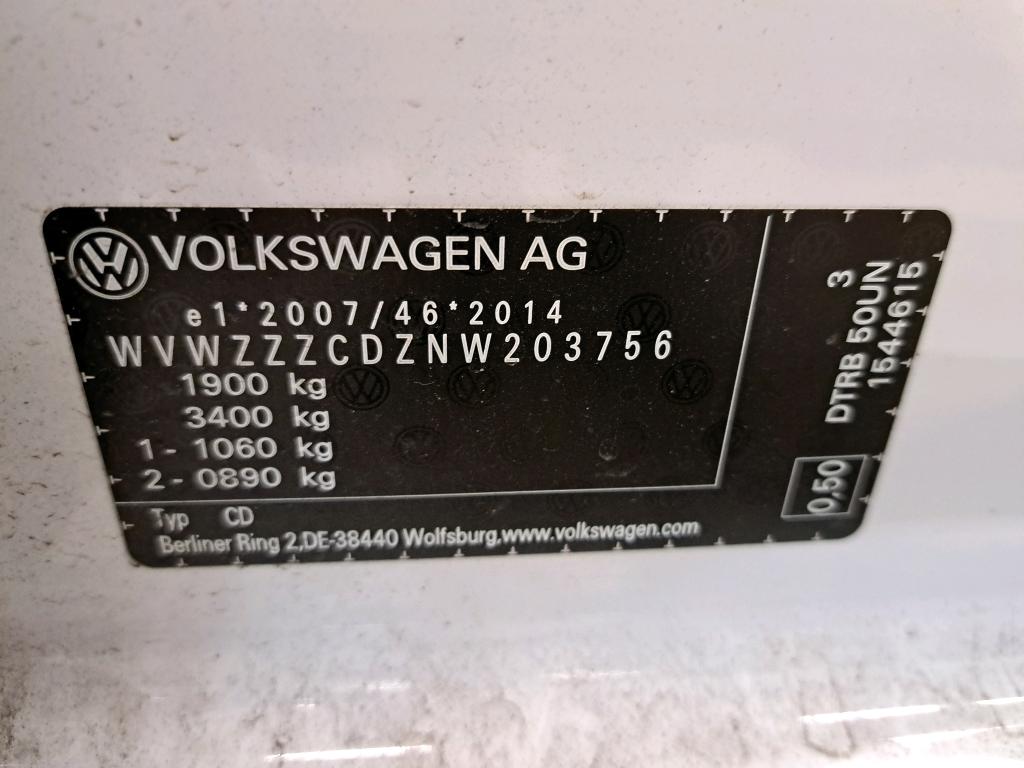 VOLKSWAGEN AG
e1*2007/46*2014
WVWZZZCDZNW203756
1900 kg
3400 kg
1 - 1060 kg
2 - 0890 kg
Typ CD
Berliner Ring 2,DE-38440 Wolfsburg,www.volkswagen.com
DTRB 50UN 3
1544615
0,50